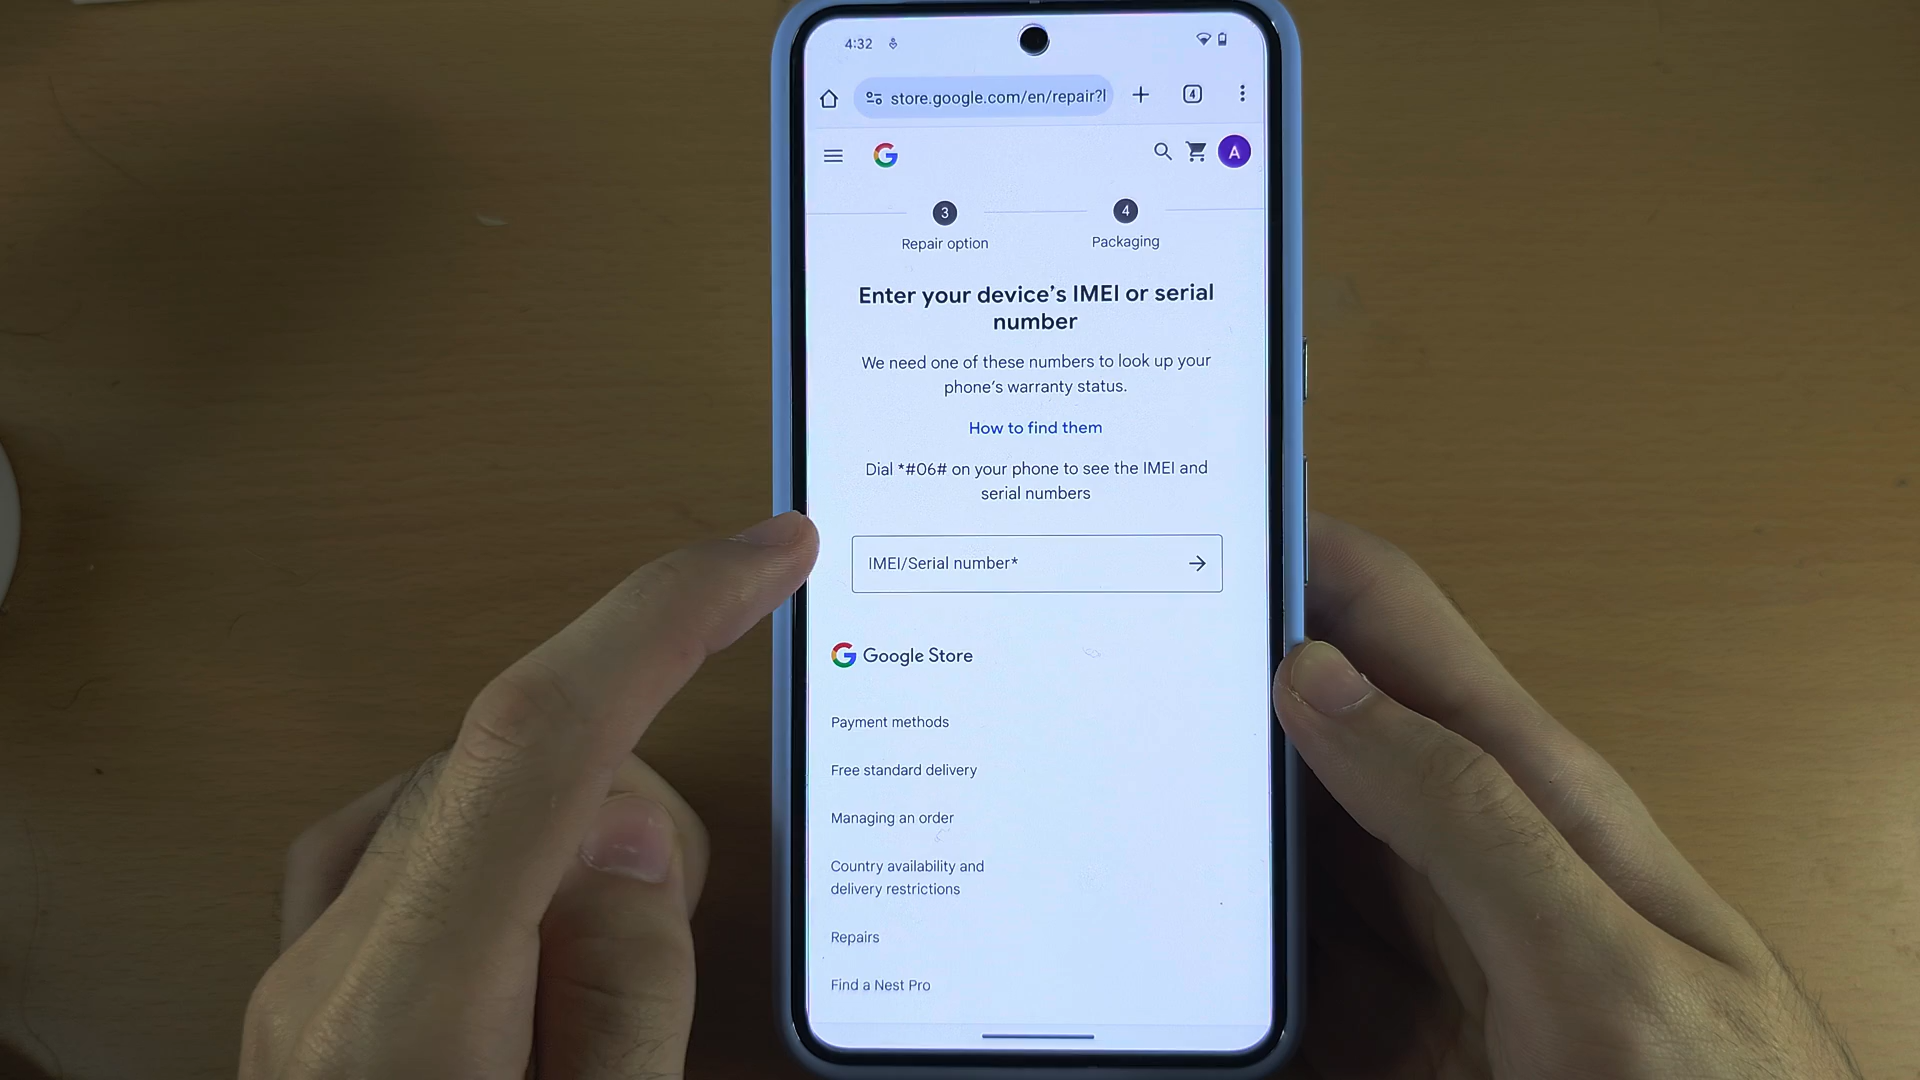 4:32
store.google.com/en/repair?
4
G
A
3
4
Repair option
Packaging
Enter your device's IMEI or serial
number
We need one of these numbers to look up your
phone's warranty status.
How to find them
Dial *#06# on your phone to see the IMEI and
serial numbers
IMEI/Serial number*
G Google Store
Payment methods
Free standard delivery
Managing an order
Country availability and
delivery restrictions
Repairs
Find a Nest Pro